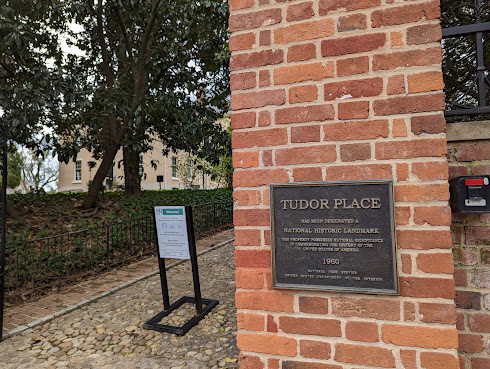 TUDOR PLACE
HAS BEEN DESIGNATED A
NATIONAL HISTORIC LANDMARK
THIS PROPERTY POSSESSES NATIONAL SIGNIFICANCE
IN COMMEMORATING THE HISTORY OF THE
UNITED STATES OF AMERICA
1960
NATIONAL PARK SERVICE
UNITED STATES DEPARTMENT OF THE INTERIOR
Welcome